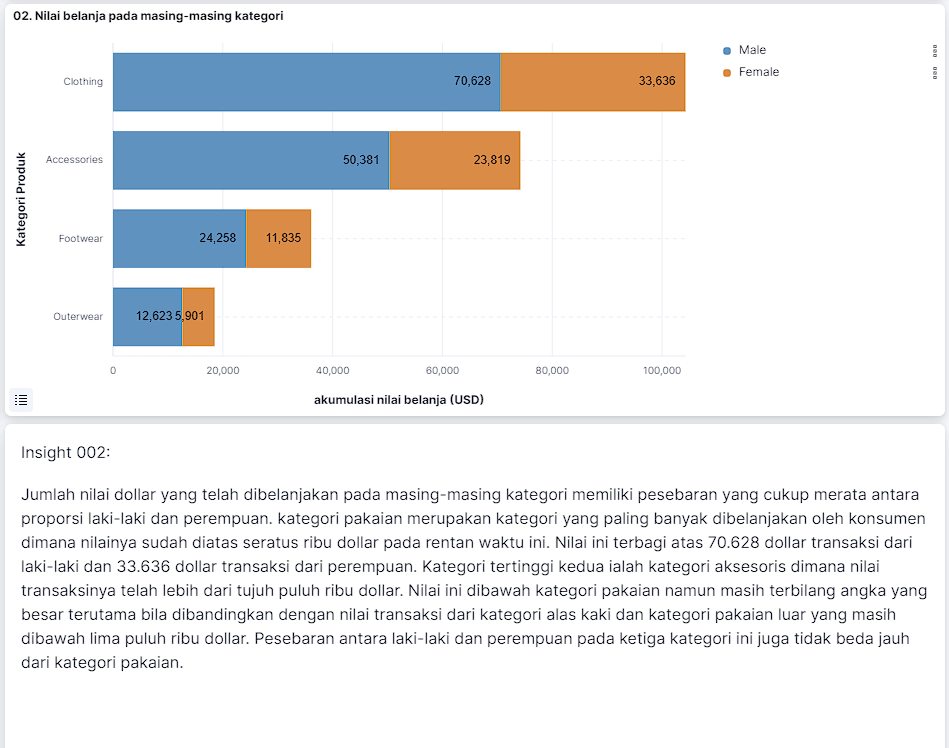 02. Nilai belanja pada masing-masing kategori
Male
Female
Kategori Produk
Clothing
70,628
33,636
Accessories
50,381
23,819
Footwear
24,258
11,835
Outerwear
12,623
5,901
0
20,000
40,000
60,000
80,000
100,000
akumulasi nilai belanja (USD)
Insight 002:
Jumlah nilai dollar yang telah dibelanjakan pada masing-masing kategori memiliki pesebaran yang cukup merata antara
proporsi laki-laki dan perempuan. kategori pakaian merupakan kategori yang paling banyak dibelanjakan oleh konsumen
dimana nilainya sudah diatas seratus ribu dollar pada rentan waktu ini. Nilai ini terbagi atas 70.628 dollar transaksi dari
laki-laki dan 33.636 dollar transaksi dari perempuan. Kategori tertinggi kedua ialah kategori aksesoris dimana nilai
transaksinya telah lebih dari tujuh puluh ribu dollar. Nilai ini dibawah kategori pakaian namun masih terbilang angka yang
besar terutama bila dibandingkan dengan nilai transaksi dari kategori alas kaki dan kategori pakaian luar yang masih
dibawah lima puluh ribu dollar. Pesebaran antara laki-laki dan perempuan pada ketiga kategori ini juga tidak beda jauh
dari kategori pakaian.